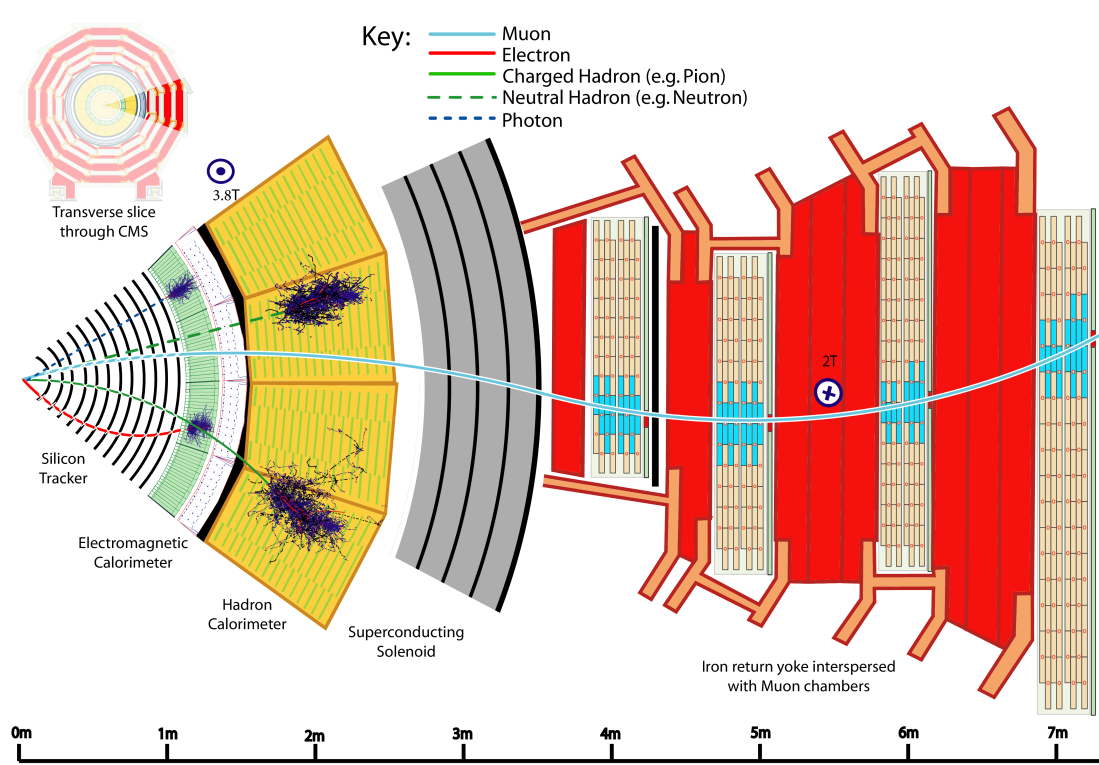 Key:
Muon
Electron
Charged Hadron (e.g. Pion)
Neutral Hadron (e.g. Neutron)
Photon
Transverse slice
through CMS
3.8T
2T
Silicon
Tracker
Electromagnetic
Calorimeter
Hadron
Calorimeter
Superconducting
Solenoid
Iron return yoke interspersed
with Muon chambers
0m
1m
2m
3m
4m
5m
6m
7m